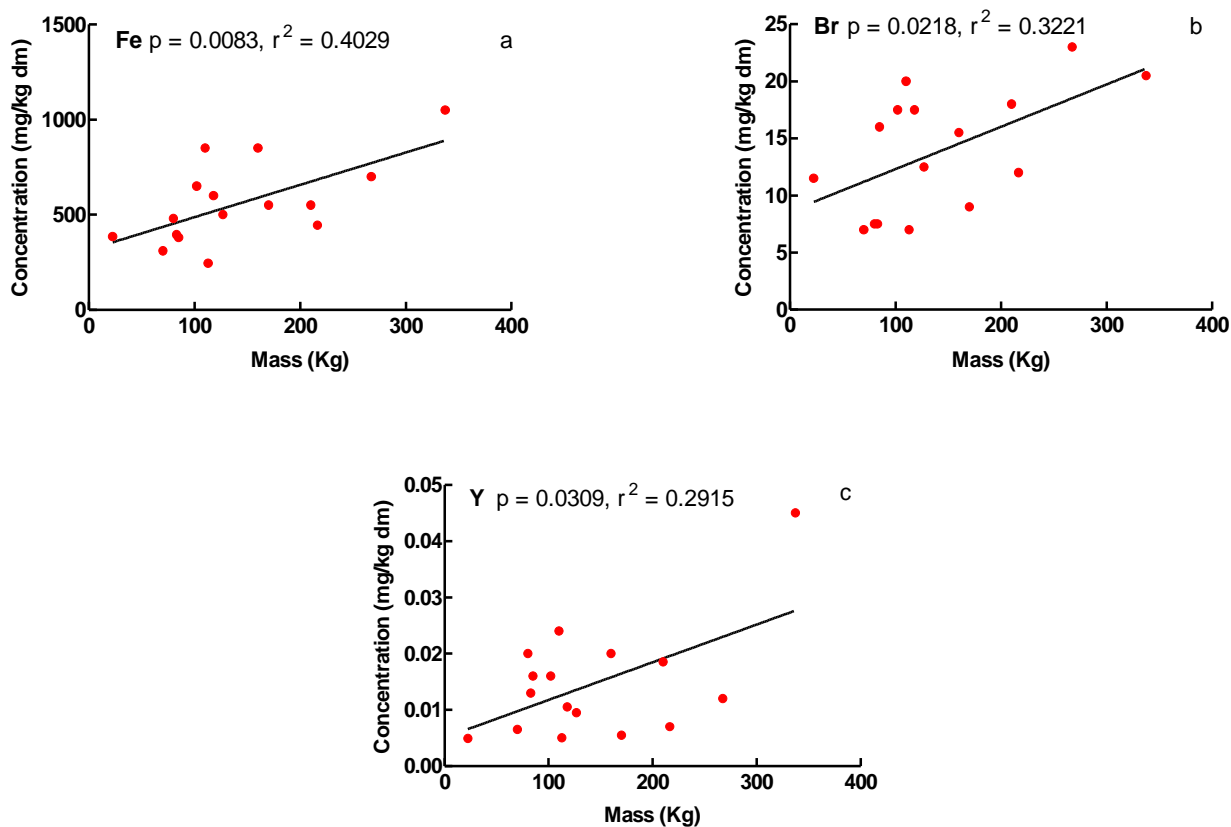 Fe p = 0.0083, r² = 0.4029
a
Concentration (mg/kg dm)
1500
1000
500
0
0 100 200 300 400
Mass (Kg)
Br p = 0.0218, r² = 0.3221
b
Concentration (mg/kg dm)
25
20
15
10
5
0
0 100 200 300 400
Mass (Kg)
Y p = 0.0309, r² = 0.2915
c
Concentration (mg/kg dm)
0.05
0.04
0.03
0.02
0.01
0.00
0 100 200 300 400
Mass (Kg)